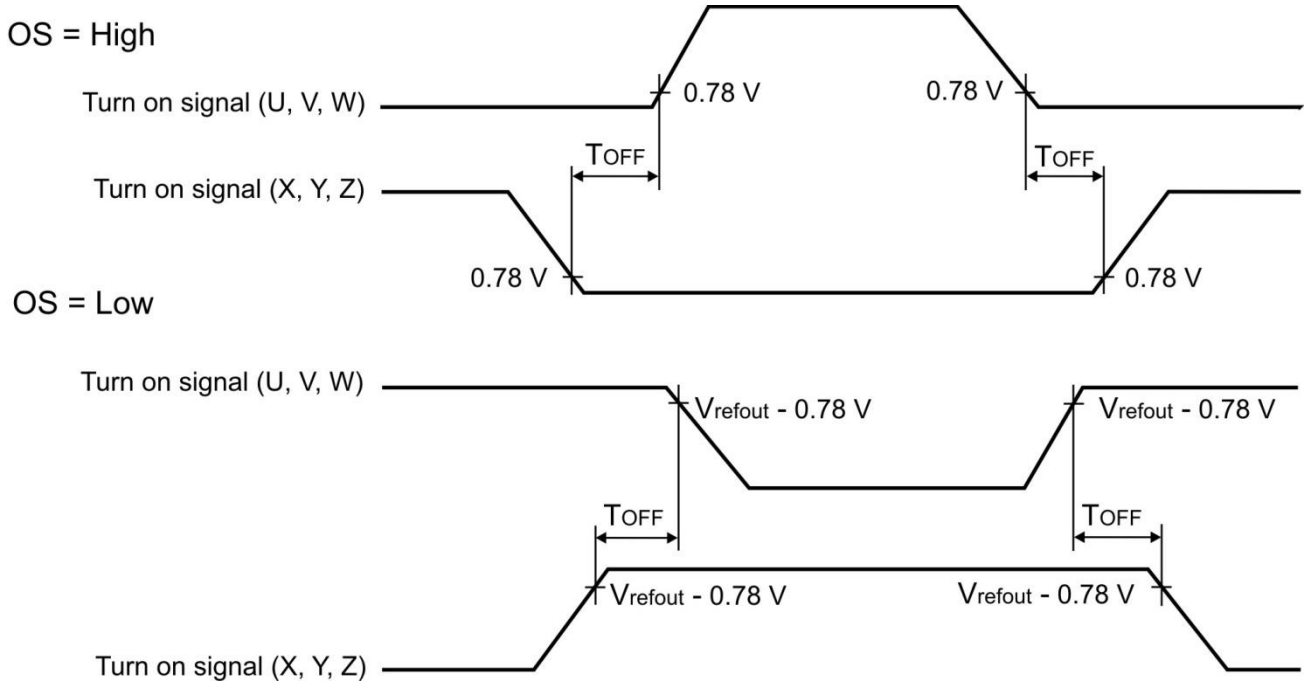 OS = High
Turn on signal (U, V, W)
0.78 V
0.78 V
TOFF
TOFF
Turn on signal (X, Y, Z)
0.78 V
0.78 V
OS = Low
Turn on signal (U, V, W)
Vrefout - 0.78 V
Vrefout - 0.78 V
TOFF
TOFF
Vrefout - 0.78 V
Vrefout - 0.78 V
Turn on signal (X, Y, Z)